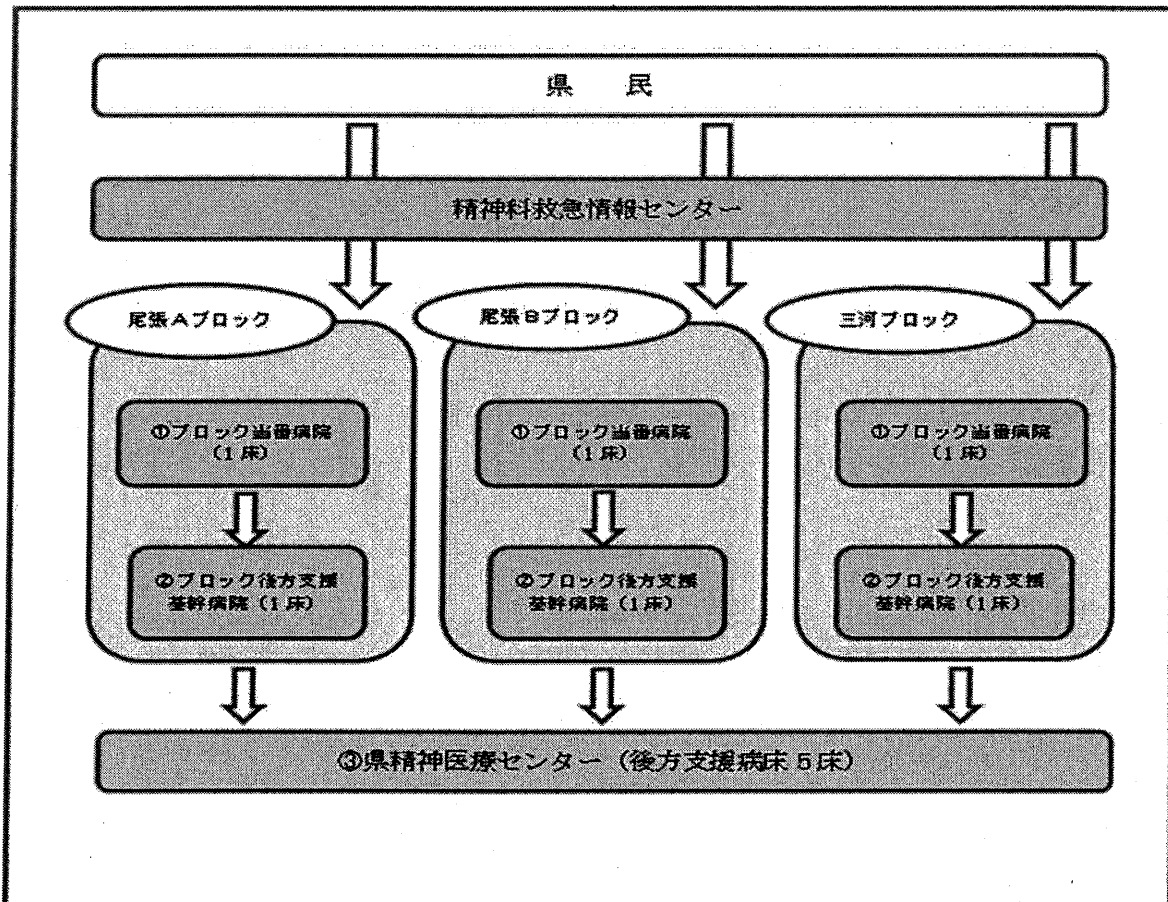 県　民
精神科救急情報センター
尾張Aブロック
尾張Bブロック
三河ブロック
①ブロック当番病院
（1床）
①ブロック当番病院
（1床）
①ブロック当番病院
（1床）
②ブロック後方支援
基幹病院（1床）
②ブロック後方支援
基幹病院（1床）
②ブロック後方支援
基幹病院（1床）
③県精神医療センター（後方支援病床5床）